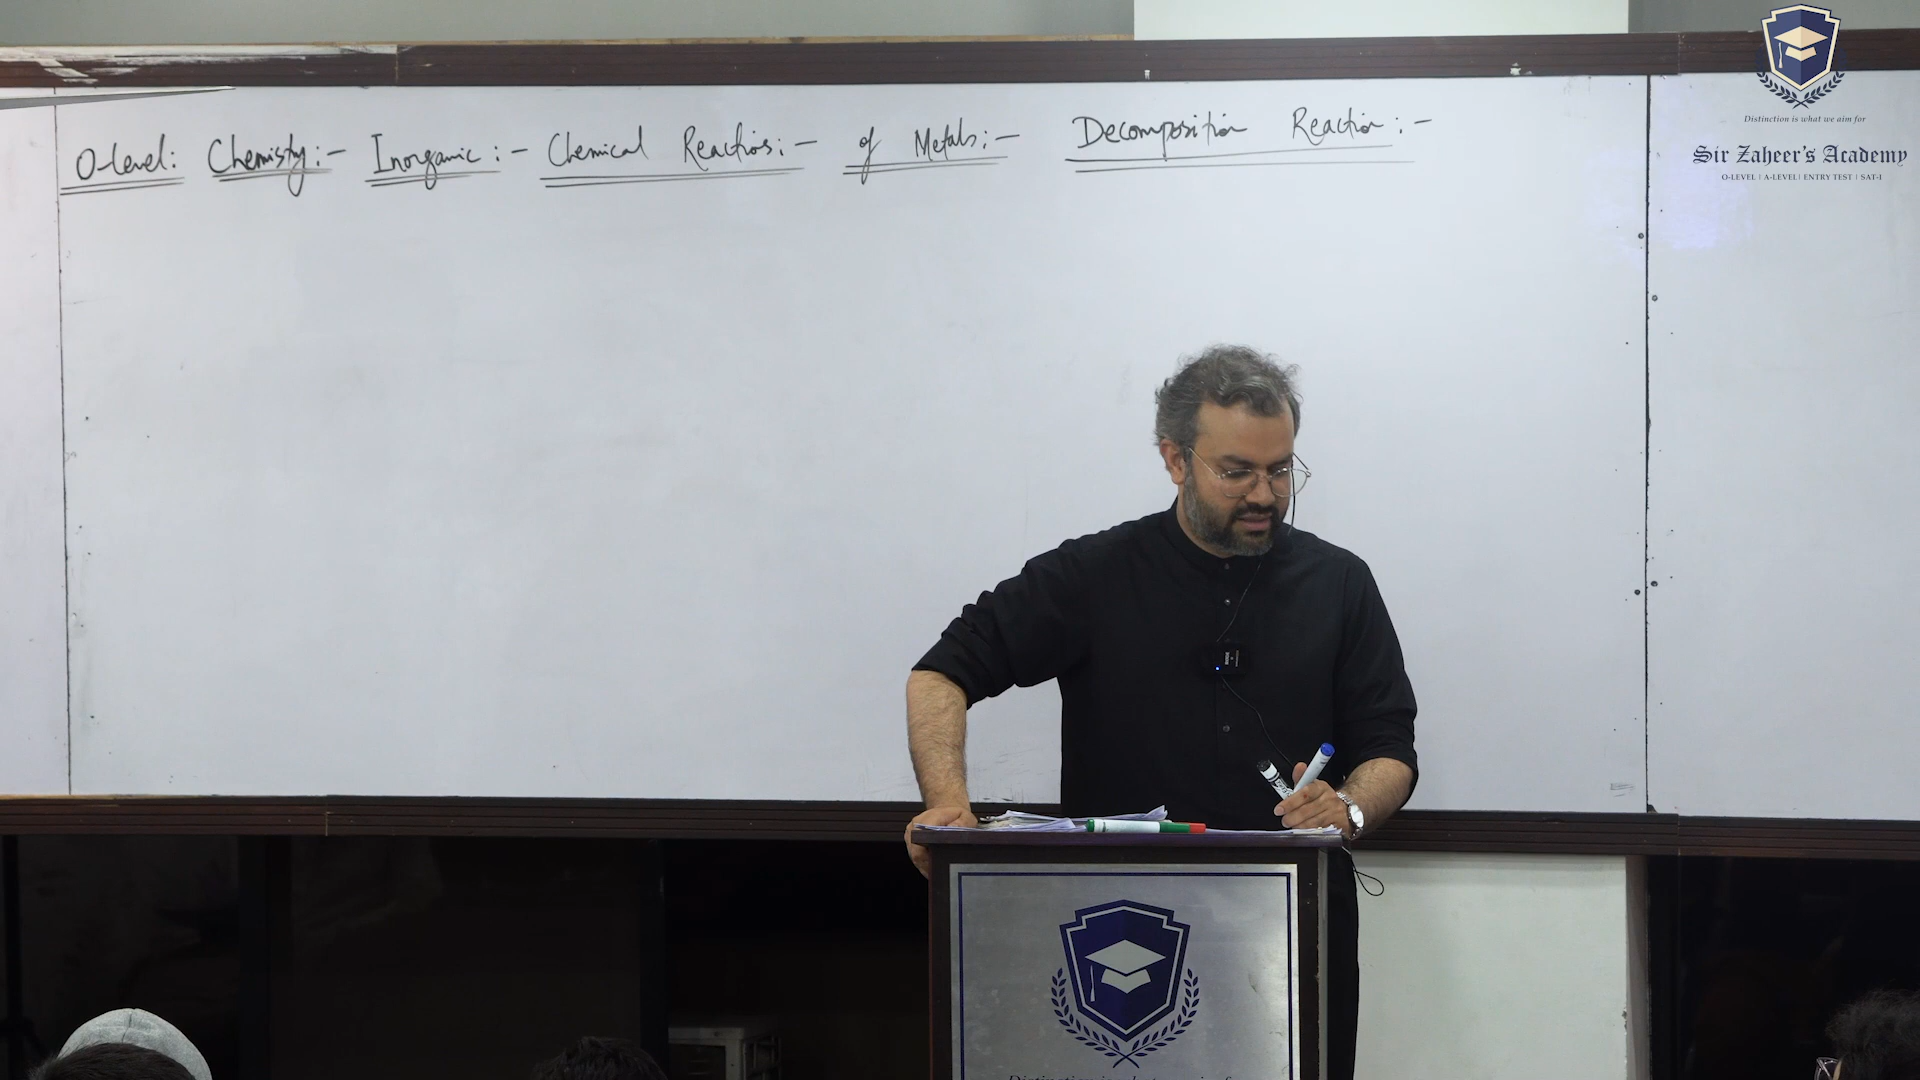 O-level: Chemisty:- Inorganic:- Chemical Reactios:- of Metals:- Decomposition Reaction:-
Distinction is what we aim for
Sir Zaheer's Academy
O-LEVEL | A-LEVEL | ENTRY TEST | SAT-I